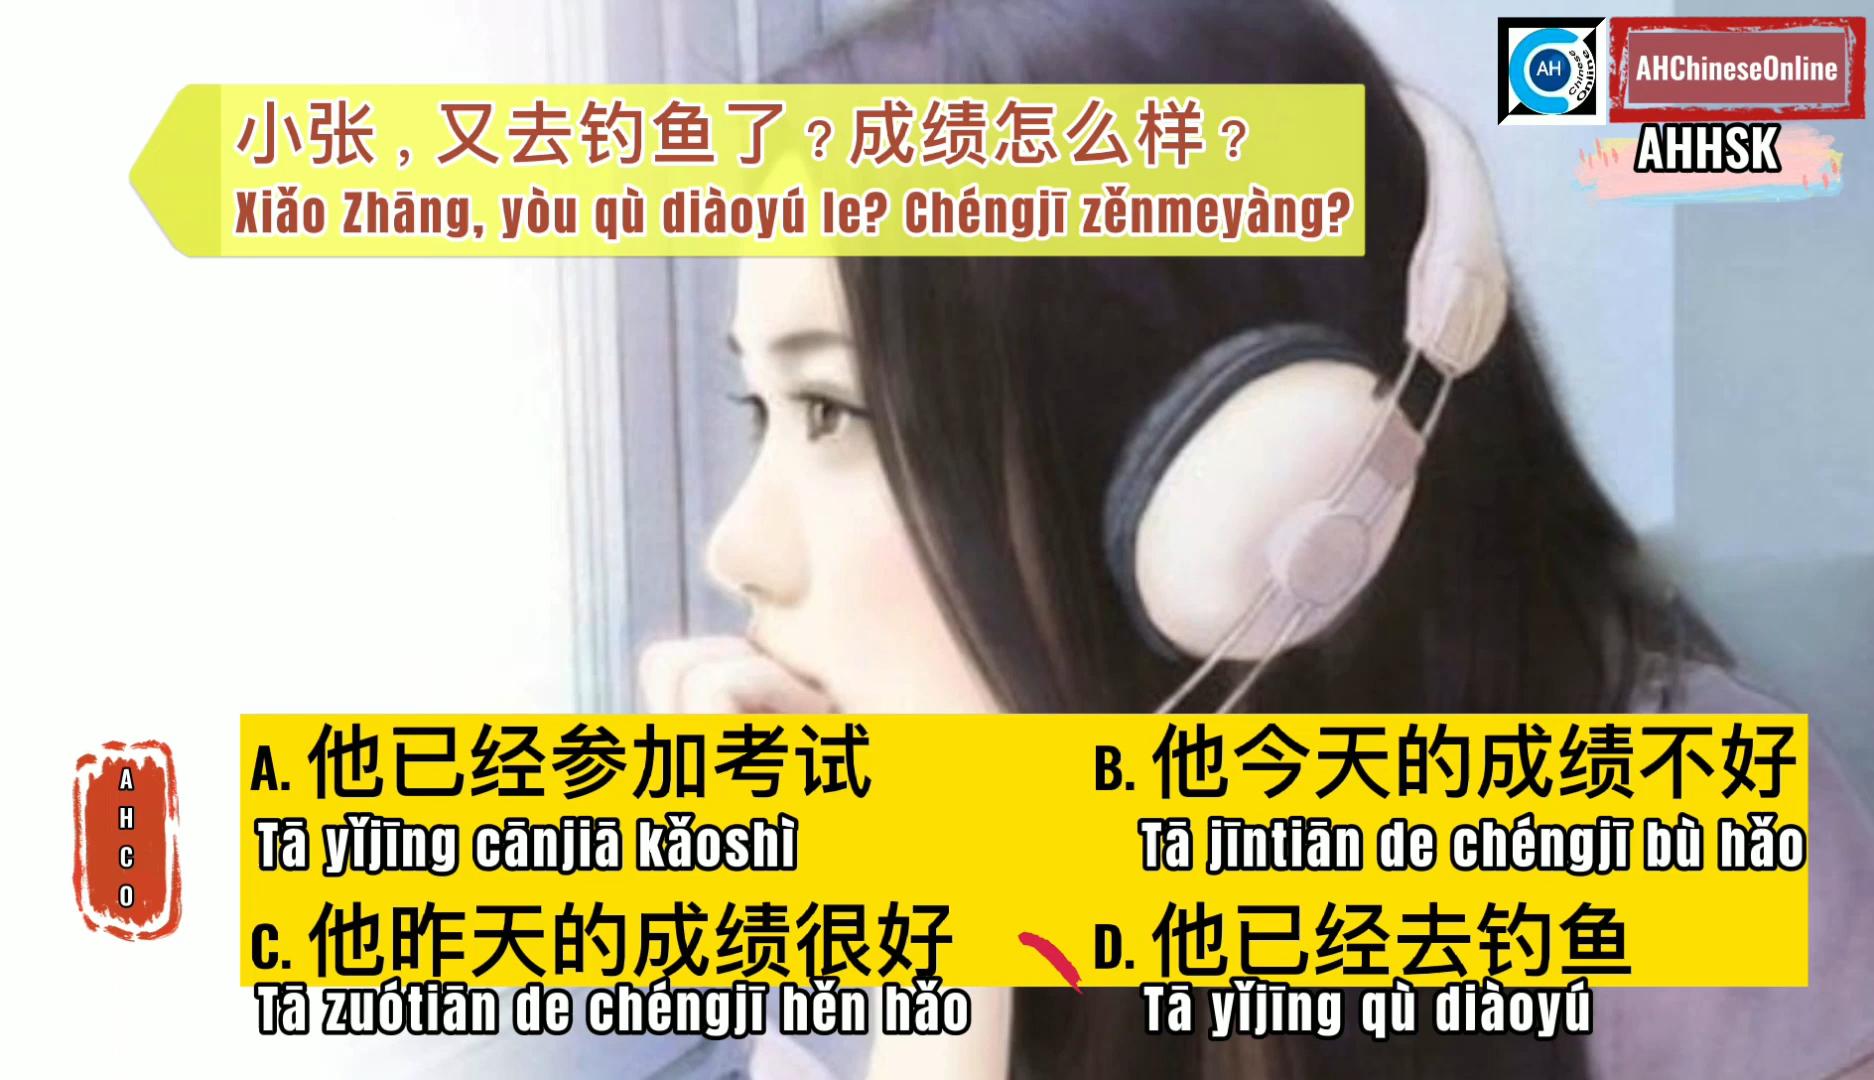 AH
Chinese
Online
AHChineseOnline
AHHSK
小张,又去钓鱼了?成绩怎么样?
Xiǎo Zhāng, yòu qù diàoyú le? Chéngjī zěnmeyàng?
A. 他已经参加考试
Tā yǐjīng cānjiā kǎoshì
B. 他今天的成绩不好
Tā jīntiān de chéngjī bù hǎo
C. 他昨天的成绩很好
Tā zuótiān de chéngjī hěn hǎo
D. 他已经去钓鱼
Tā yǐjīng qù diàoyú
A
H
C
O